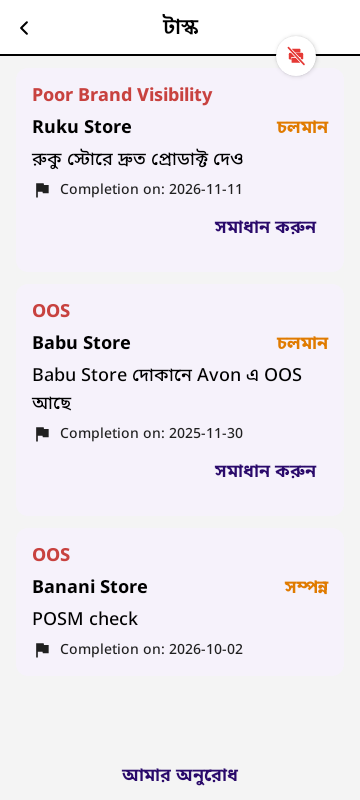 টাস্ক
Poor Brand Visibility
Ruku Store
চলমান
রুকু স্টোরে দ্রুত প্রোডাক্ট দেও
Completion on: 2026-11-11
সমাধান করুন
OOS
Babu Store
চলমান
Babu Store দোকানে Avon এ OOS
আছে
Completion on: 2025-11-30
সমাধান করুন
OOS
Banani Store
সম্পন্ন
POSM check
Completion on: 2026-10-02
আমার অনুরোধ